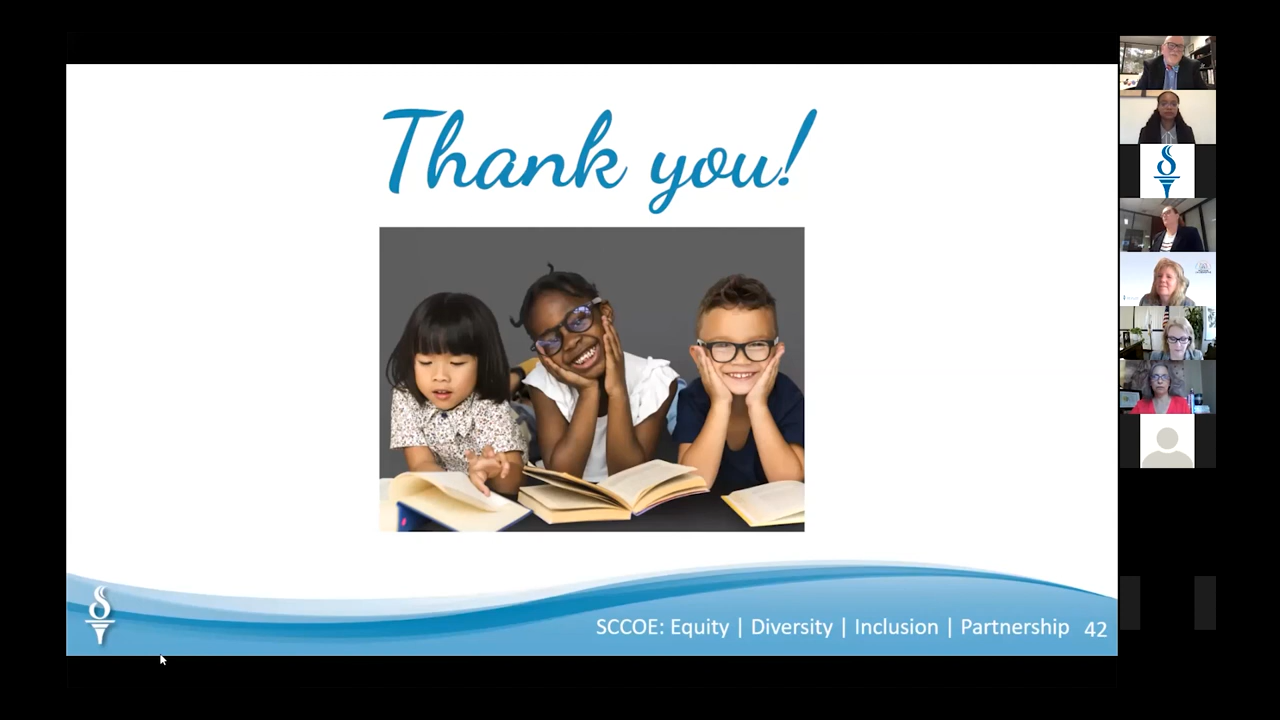 Thank you!
SCCOE: Equity | Diversity | Inclusion | Partnership 42